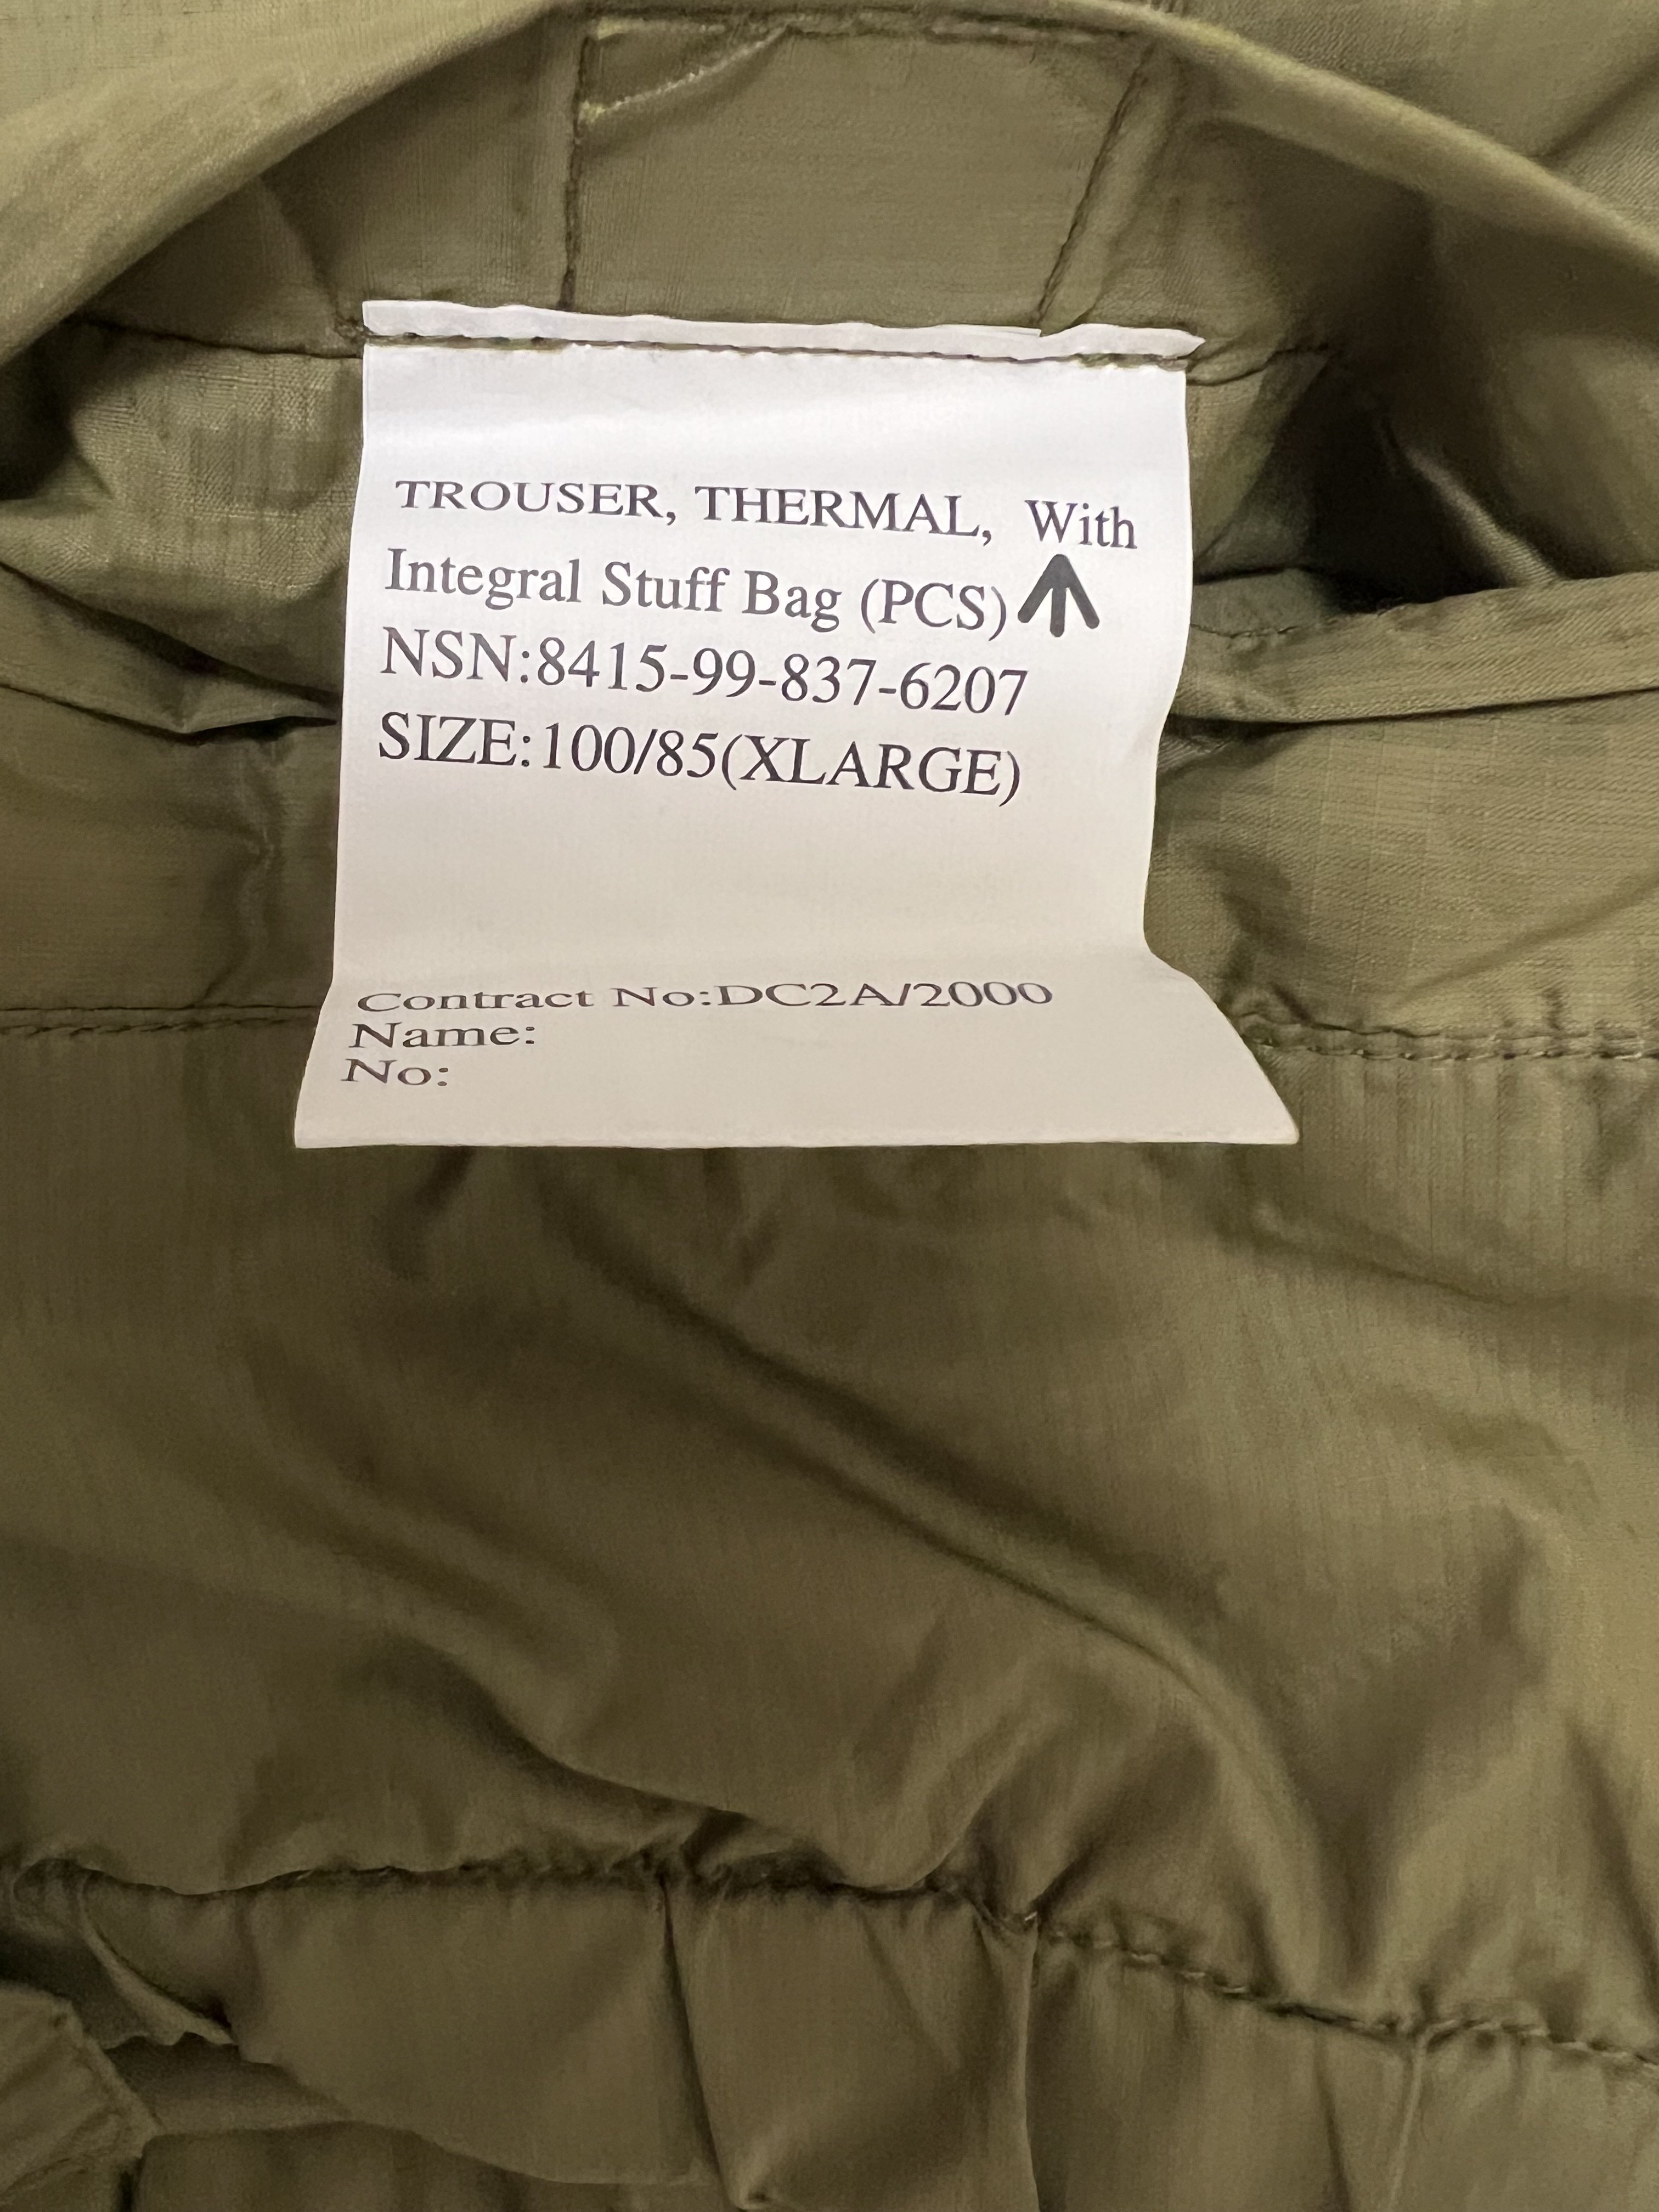 TROUSER, THERMAL, With
Integral Stuff Bag (PCS)
NSN:8415-99-837-6207
SIZE:100/85(XLARGE)
Contract No:DC2A/2000
Name:
No: